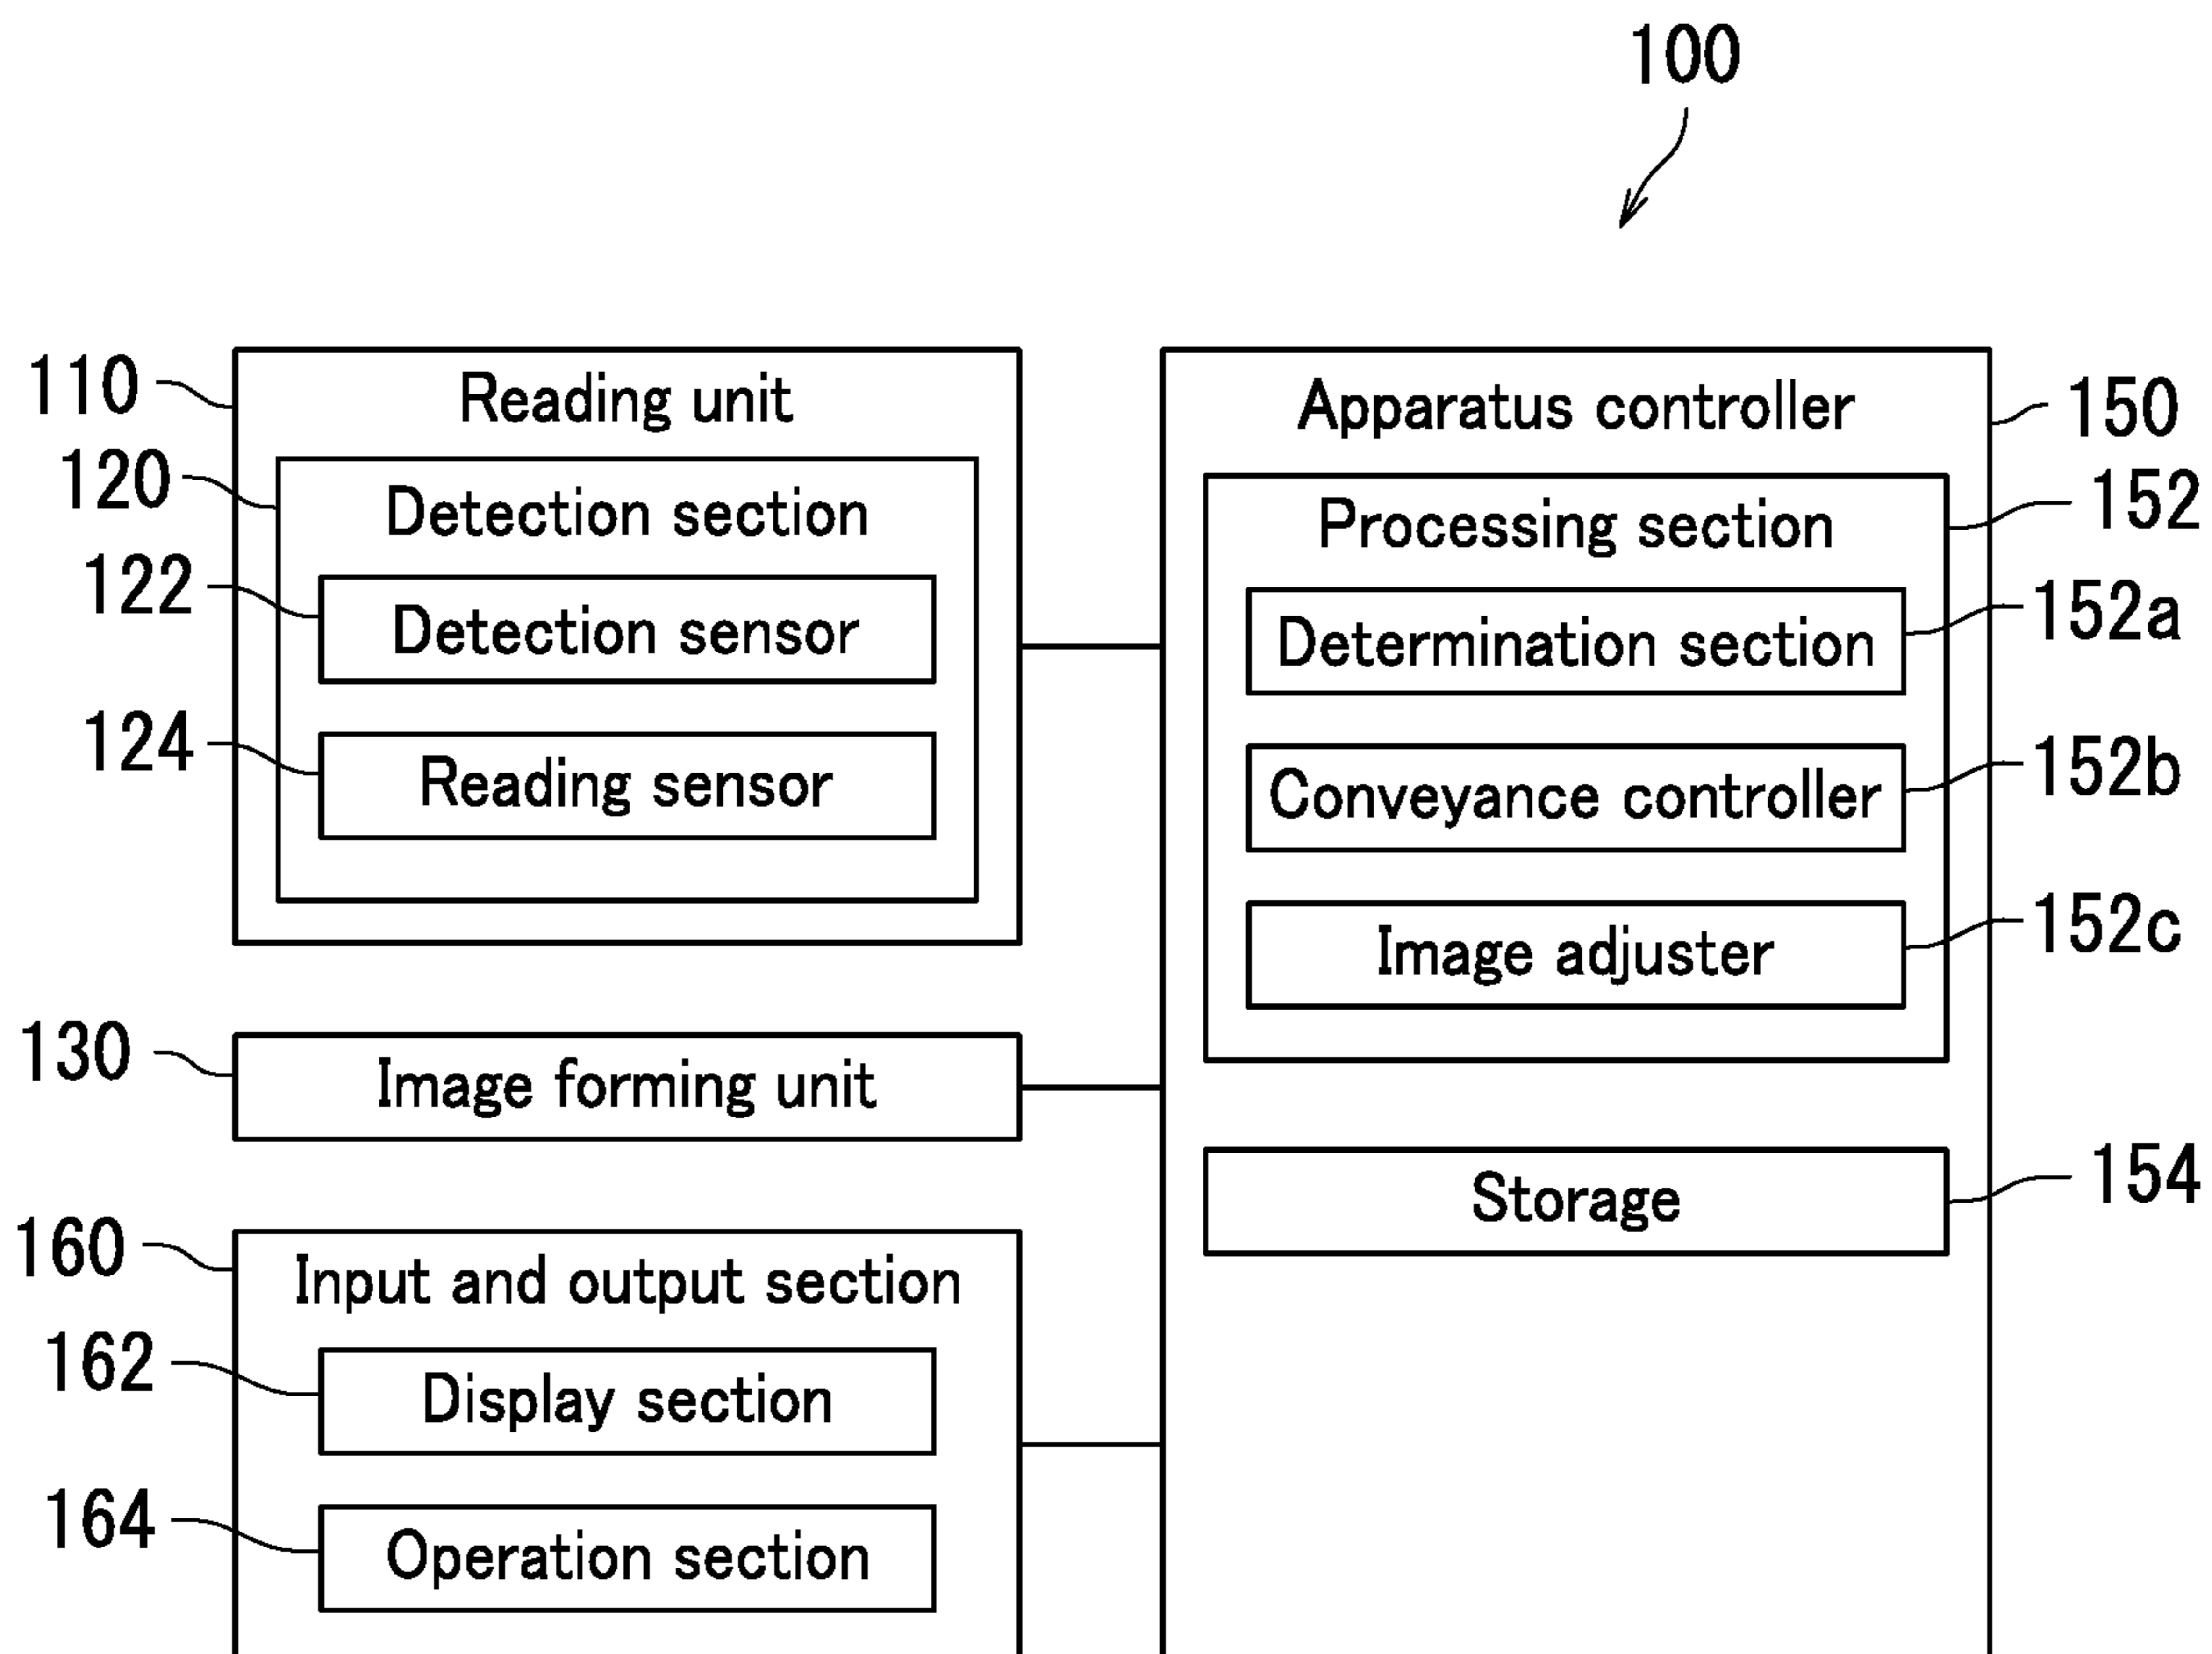 100
110
Reading unit
120
Detection section
122
Detection sensor
124
Reading sensor
130
Image forming unit
160
Input and output section
162
Display section
164
Operation section
Apparatus controller
150
Processing section
152
Determination section
152a
Conveyance controller
152b
Image adjuster
152c
Storage
154